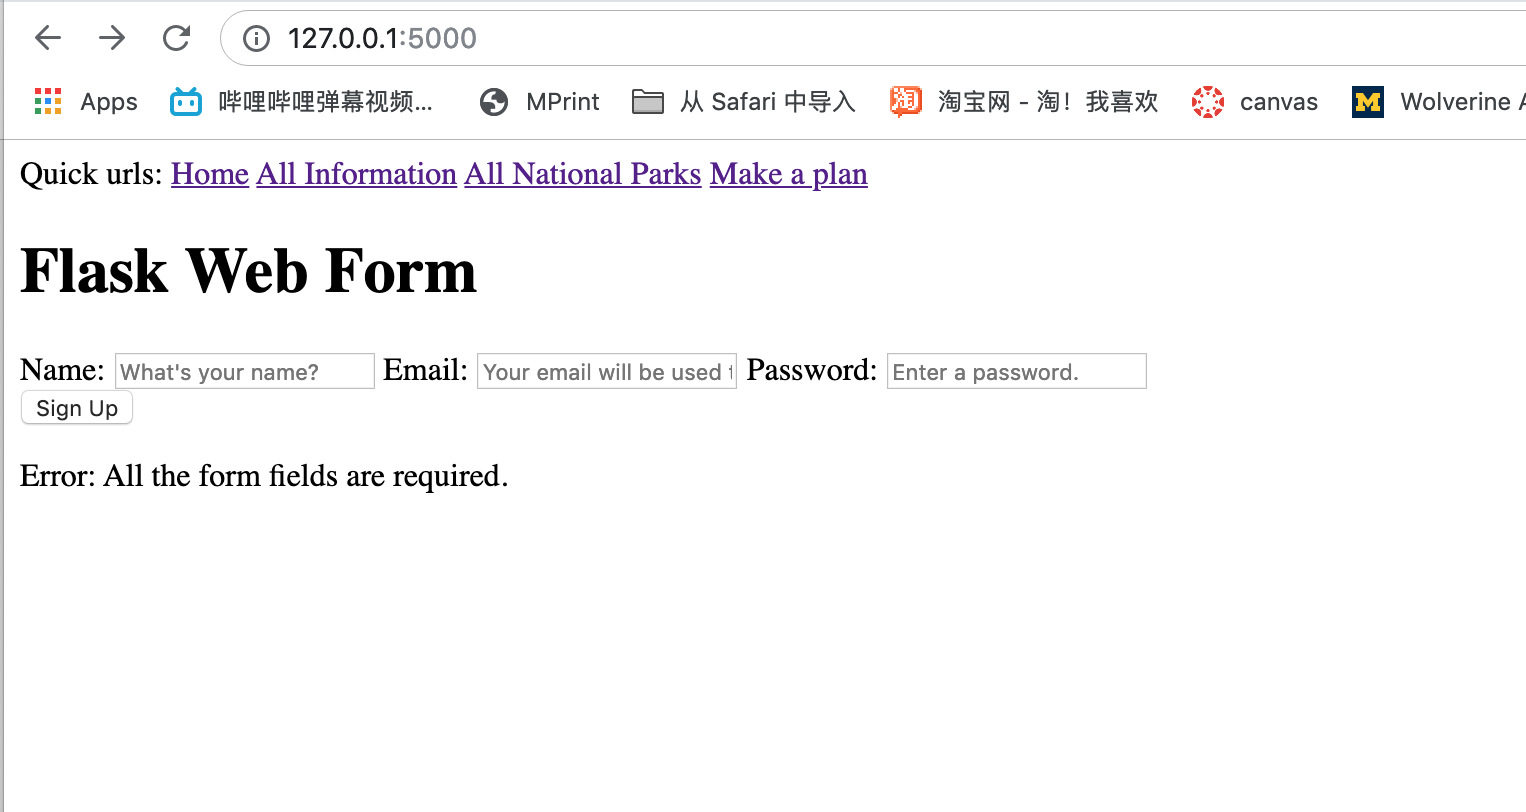 127.0.0.1:5000
Apps 哔哩哔哩弹幕视频... MPrint 从 Safari 中导入 淘 淘宝网 - 淘！我喜欢 canvas M Wolverine A
Quick urls: Home All Information All National Parks Make a plan
Flask Web Form
Name: What's your name? Email: Your email will be used t Password: Enter a password.
Sign Up
Error: All the form fields are required.